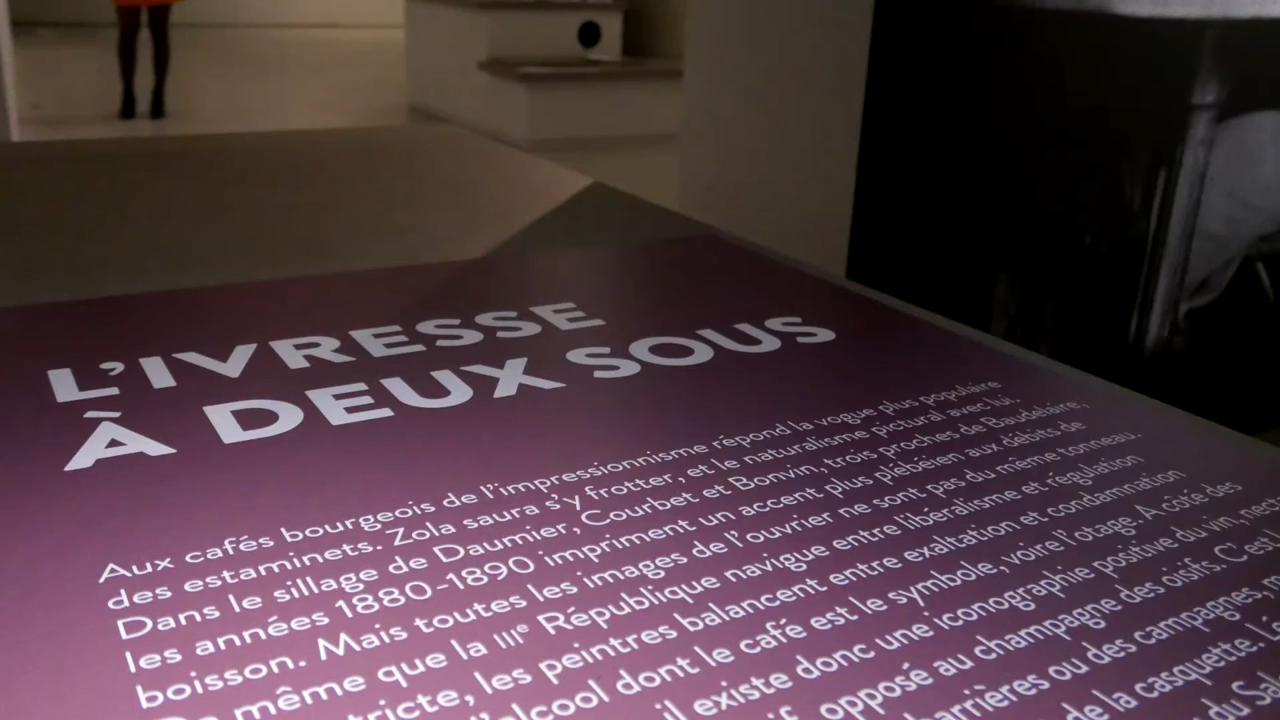 L'IVRESSE
À DEUX SOUS
Aux cafés bourgeois de l'impressionnisme répond la vogue plus populaire
des estaminets. Zola saura s'y frotter, et le naturalisme pictural avec lui.
Dans le sillage de Daumier, Courbet et Bonvin, trois proches de Baudelaire,
les années 1880-1890 impriment un accent plus plébéien aux débits de
boisson. Mais toutes les images de l'ouvrier ne sont pas du même tonneau.
De même que la IIIe République navigue entre libéralisme et régulation
stricte, les peintres balancent entre exaltation et condamnation
l'alcool dont le café est le symbole, voire l'otage. À côté des
il existe donc une iconographie positive du vin,
opposé au champagne des oisifs. C'est
barrières ou des campagnes,
de la casquette.
du